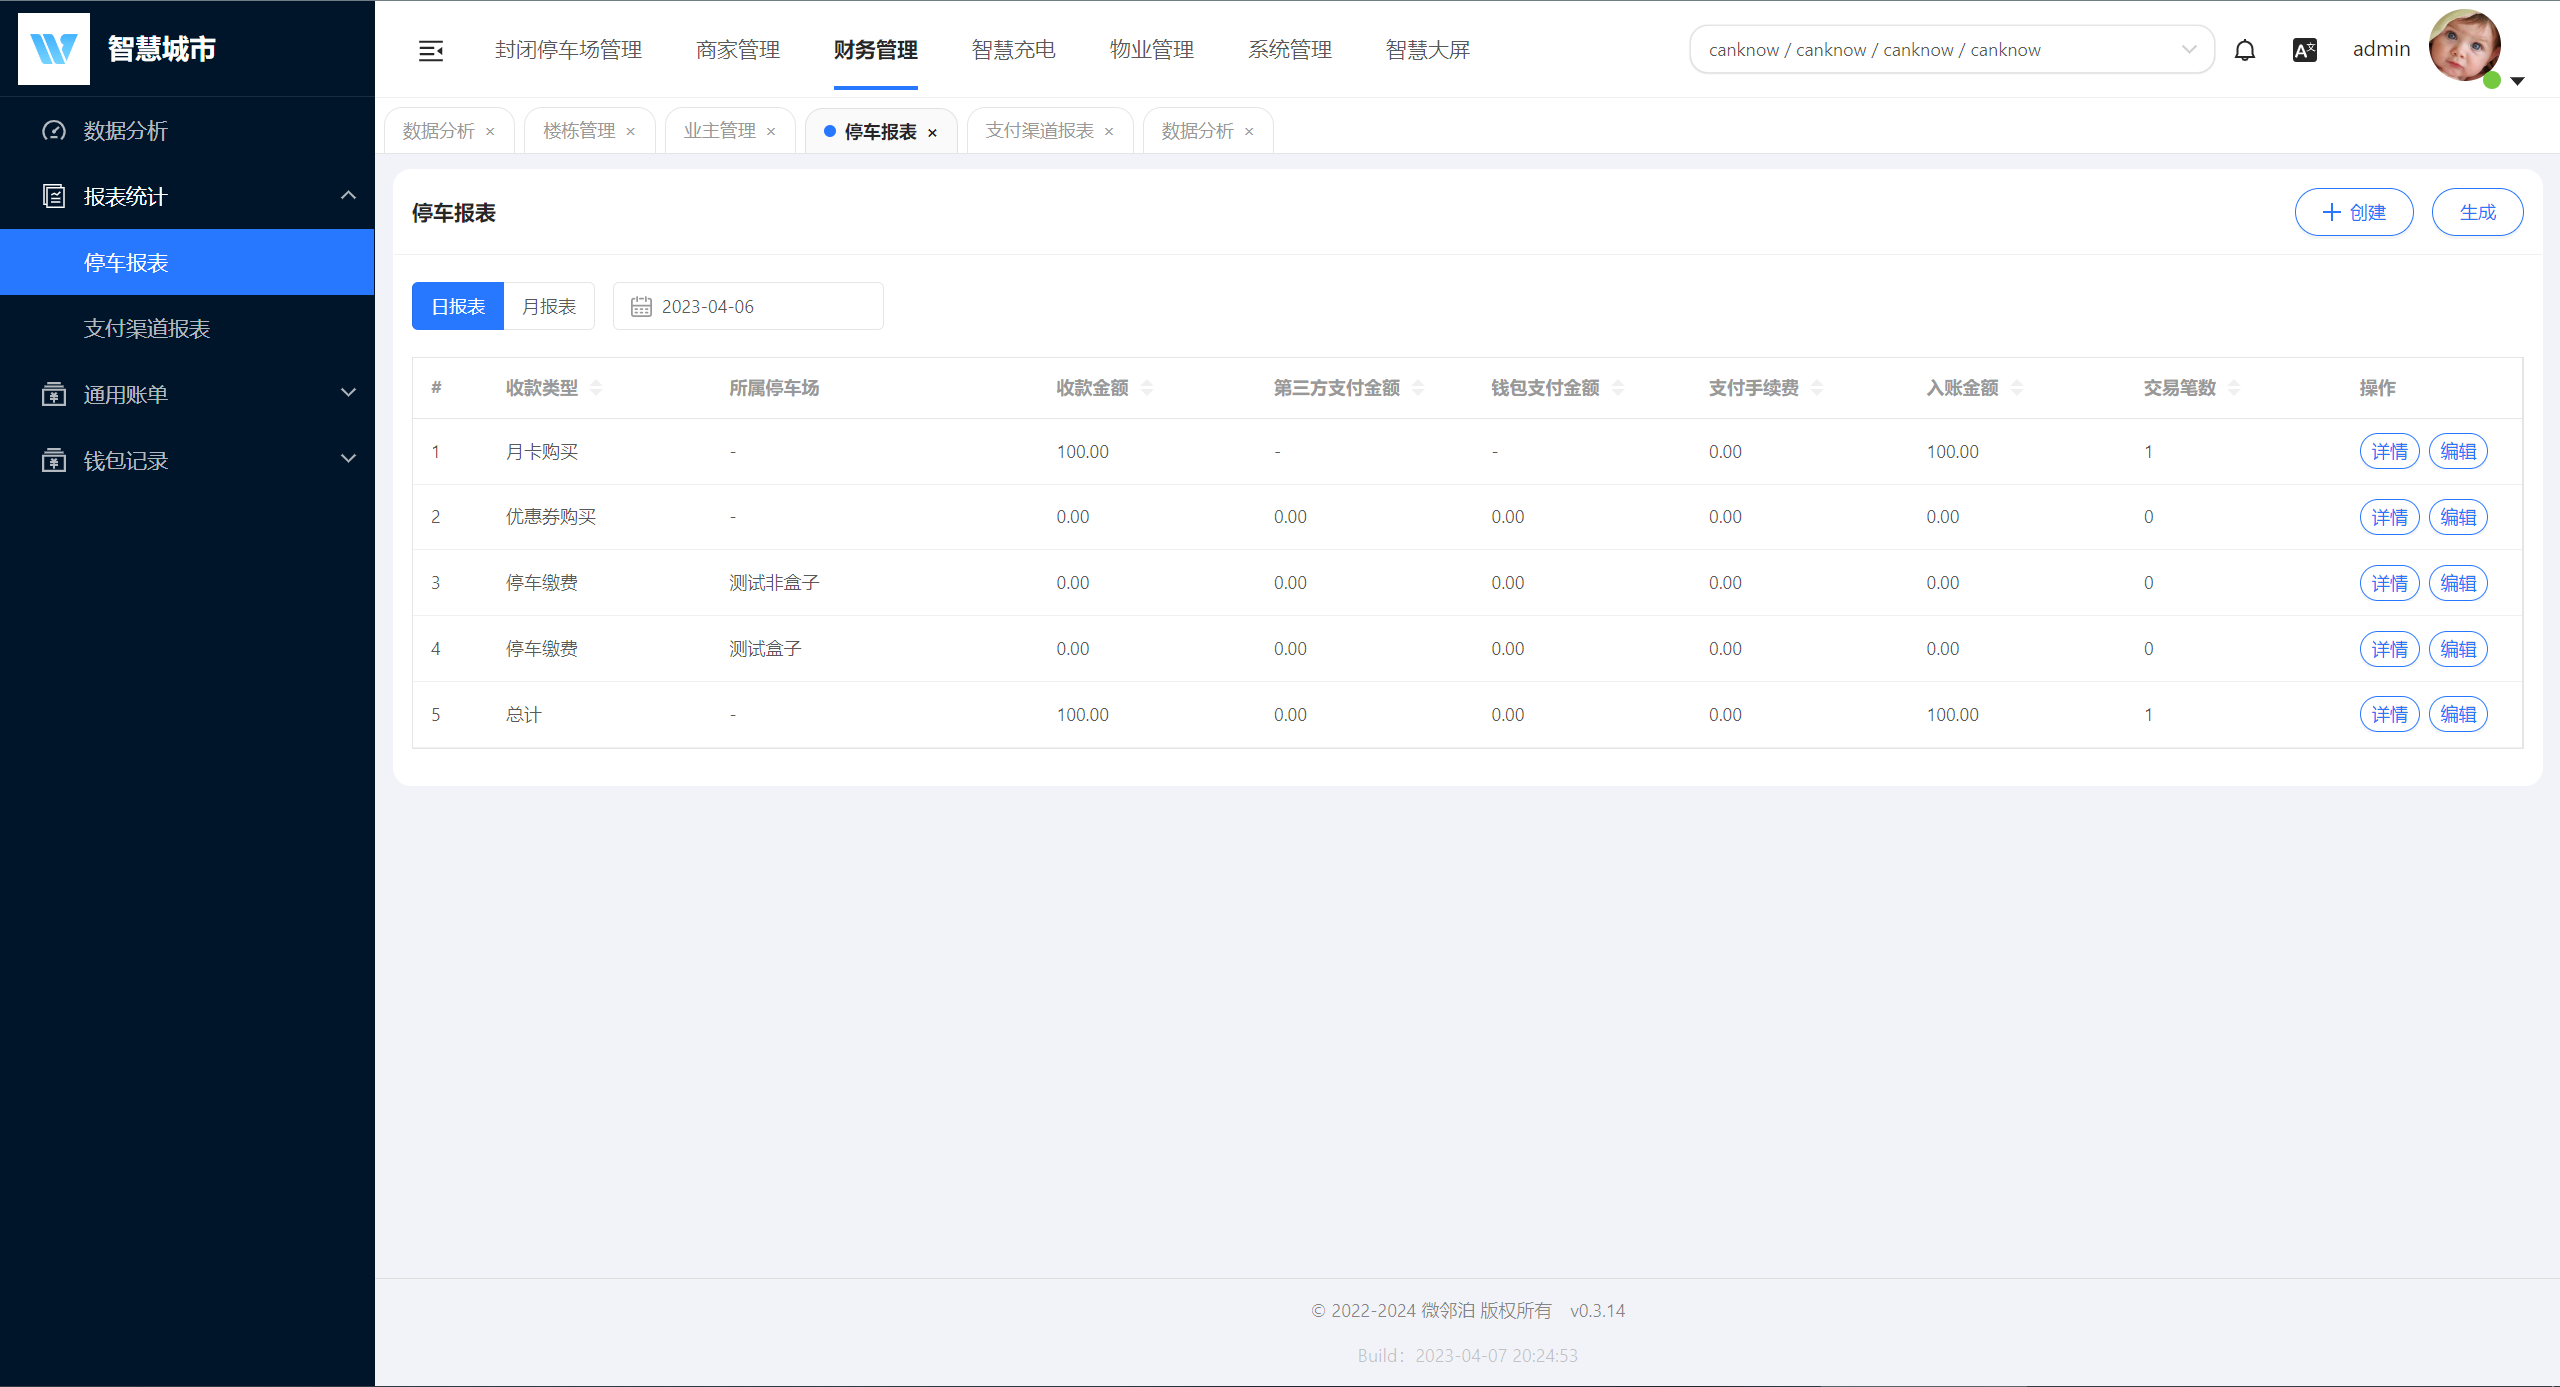 智慧城市
封闭停车场管理 商家管理 财务管理 智慧充电 物业管理 系统管理 智慧大屏 canknow / canknow / canknow / canknow admin
数据分析 × 楼栋管理 × 业主管理 × 停车报表 × 支付渠道报表 × 数据分析 ×
数据分析
报表统计
停车报表
支付渠道报表
通用账单
钱包记录
停车报表 创建 生成
日报表 月报表 2023-04-06
# 收款类型 所属停车场 收款金额 第三方支付金额 钱包支付金额 支付手续费 入账金额 交易笔数 操作
1 月卡购买 - 100.00 - - 0.00 100.00 1 详情 编辑
2 优惠券购买 - 0.00 0.00 0.00 0.00 0.00 0 详情 编辑
3 停车缴费 测试非盒子 0.00 0.00 0.00 0.00 0.00 0 详情 编辑
4 停车缴费 测试盒子 0.00 0.00 0.00 0.00 0.00 0 详情 编辑
5 总计 - 100.00 0.00 0.00 0.00 100.00 1 详情 编辑
© 2022-2024 微邻泊 版权所有 v0.3.14
Build：2023-04-07 20:24:53